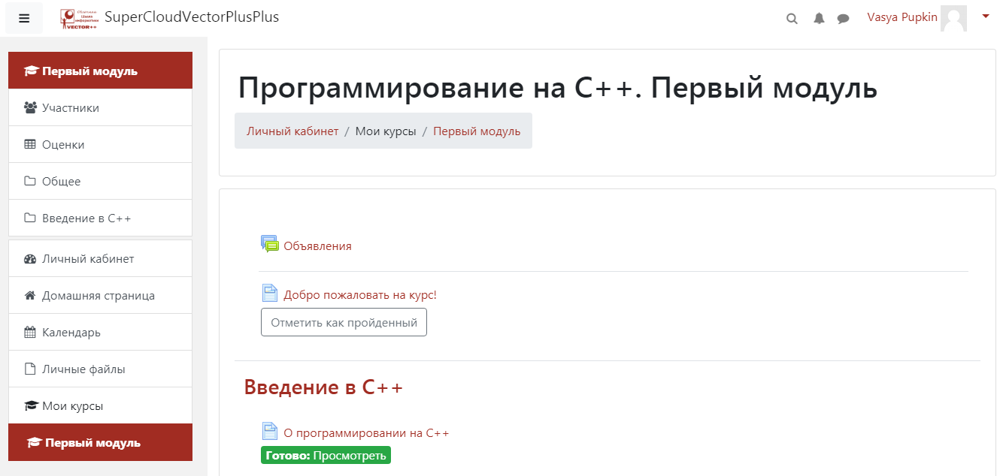 SuperCloudVectorPlusPlus
VECTOR++
Vasya Pupkin
Первый модуль
Участники
Оценки
Общее
Введение в C++
Личный кабинет
Домашняя страница
Календарь
Личные файлы
Мои курсы
Первый модуль
Программирование на C++. Первый модуль
Личный кабинет / Мои курсы / Первый модуль
Объявления
Добро пожаловать на курс!
Отметить как пройденный
Введение в C++
О программировании на C++
Готово: Просмотреть